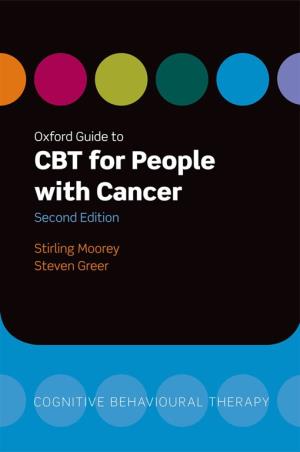 Oxford Guide to
CBT for People
with Cancer
Second Edition
Stirling Moorey
Steven Greer
COGNITIVE BEHAVIOURAL THERAPY